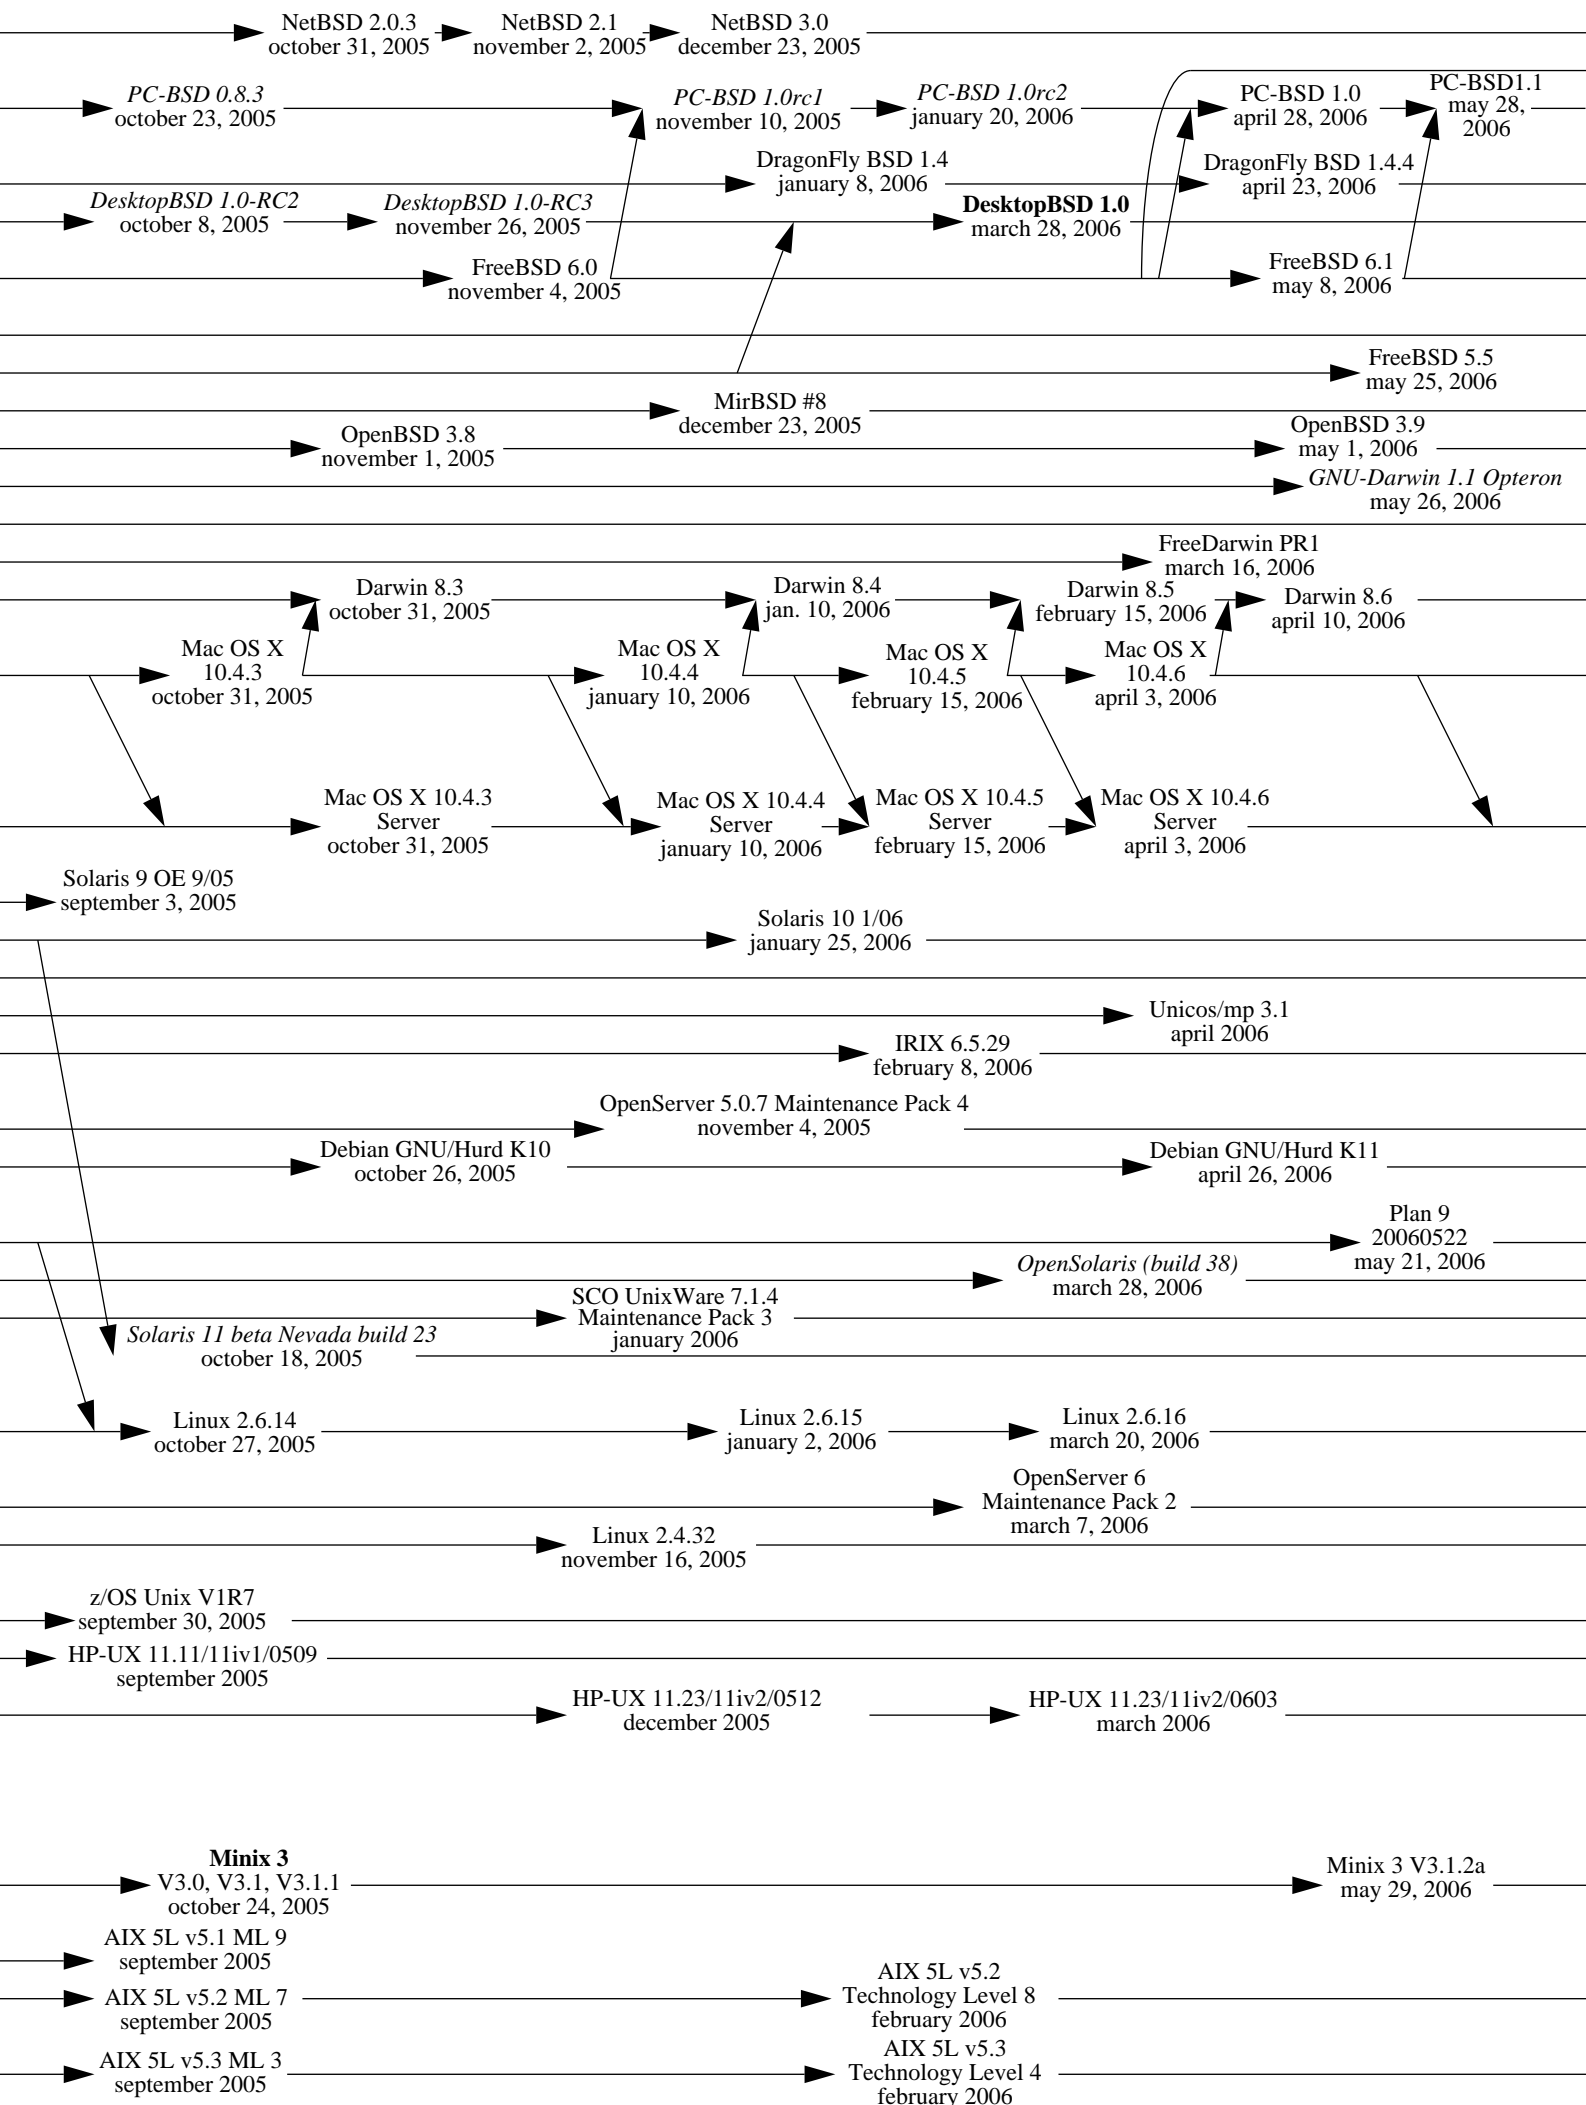 NetBSD 2.0.3
october 31, 2005
NetBSD 2.1
november 2, 2005
NetBSD 3.0
december 23, 2005
PC-BSD 0.8.3
october 23, 2005
PC-BSD 1.0rc1
november 10, 2005
PC-BSD 1.0rc2
january 20, 2006
PC-BSD 1.0
april 28, 2006
PC-BSD1.1
may 28,
2006
DragonFly BSD 1.4
january 8, 2006
DragonFly BSD 1.4.4
april 23, 2006
DesktopBSD 1.0-RC2
october 8, 2005
DesktopBSD 1.0-RC3
november 26, 2005
DesktopBSD 1.0
march 28, 2006
FreeBSD 6.0
november 4, 2005
FreeBSD 6.1
may 8, 2006
FreeBSD 5.5
may 25, 2006
MirBSD #8
december 23, 2005
OpenBSD 3.8
november 1, 2005
OpenBSD 3.9
may 1, 2006
GNU-Darwin 1.1 Opteron
may 26, 2006
FreeDarwin PR1
march 16, 2006
Darwin 8.3
october 31, 2005
Darwin 8.4
jan. 10, 2006
Darwin 8.5
february 15, 2006
Darwin 8.6
april 10, 2006
Mac OS X
10.4.3
october 31, 2005
Mac OS X
10.4.4
january 10, 2006
Mac OS X
10.4.5
february 15, 2006
Mac OS X
10.4.6
april 3, 2006
Mac OS X 10.4.3
Server
october 31, 2005
Mac OS X 10.4.4
Server
january 10, 2006
Mac OS X 10.4.5
Server
february 15, 2006
Mac OS X 10.4.6
Server
april 3, 2006
Solaris 9 OE 9/05
september 3, 2005
Solaris 10 1/06
january 25, 2006
Unicos/mp 3.1
april 2006
IRIX 6.5.29
february 8, 2006
OpenServer 5.0.7 Maintenance Pack 4
november 4, 2005
Debian GNU/Hurd K10
october 26, 2005
Debian GNU/Hurd K11
april 26, 2006
Plan 9
20060522
may 21, 2006
OpenSolaris (build 38)
march 28, 2006
SCO UnixWare 7.1.4
Maintenance Pack 3
january 2006
Solaris 11 beta Nevada build 23
october 18, 2005
Linux 2.6.14
october 27, 2005
Linux 2.6.15
january 2, 2006
Linux 2.6.16
march 20, 2006
OpenServer 6
Maintenance Pack 2
march 7, 2006
Linux 2.4.32
november 16, 2005
z/OS Unix V1R7
september 30, 2005
HP-UX 11.11/11iv1/0509
september 2005
HP-UX 11.23/11iv2/0512
december 2005
HP-UX 11.23/11iv2/0603
march 2006
Minix 3
V3.0, V3.1, V3.1.1
october 24, 2005
Minix 3 V3.1.2a
may 29, 2006
AIX 5L v5.1 ML 9
september 2005
AIX 5L v5.2 ML 7
september 2005
AIX 5L v5.2
Technology Level 8
february 2006
AIX 5L v5.3 ML 3
september 2005
AIX 5L v5.3
Technology Level 4
february 2006